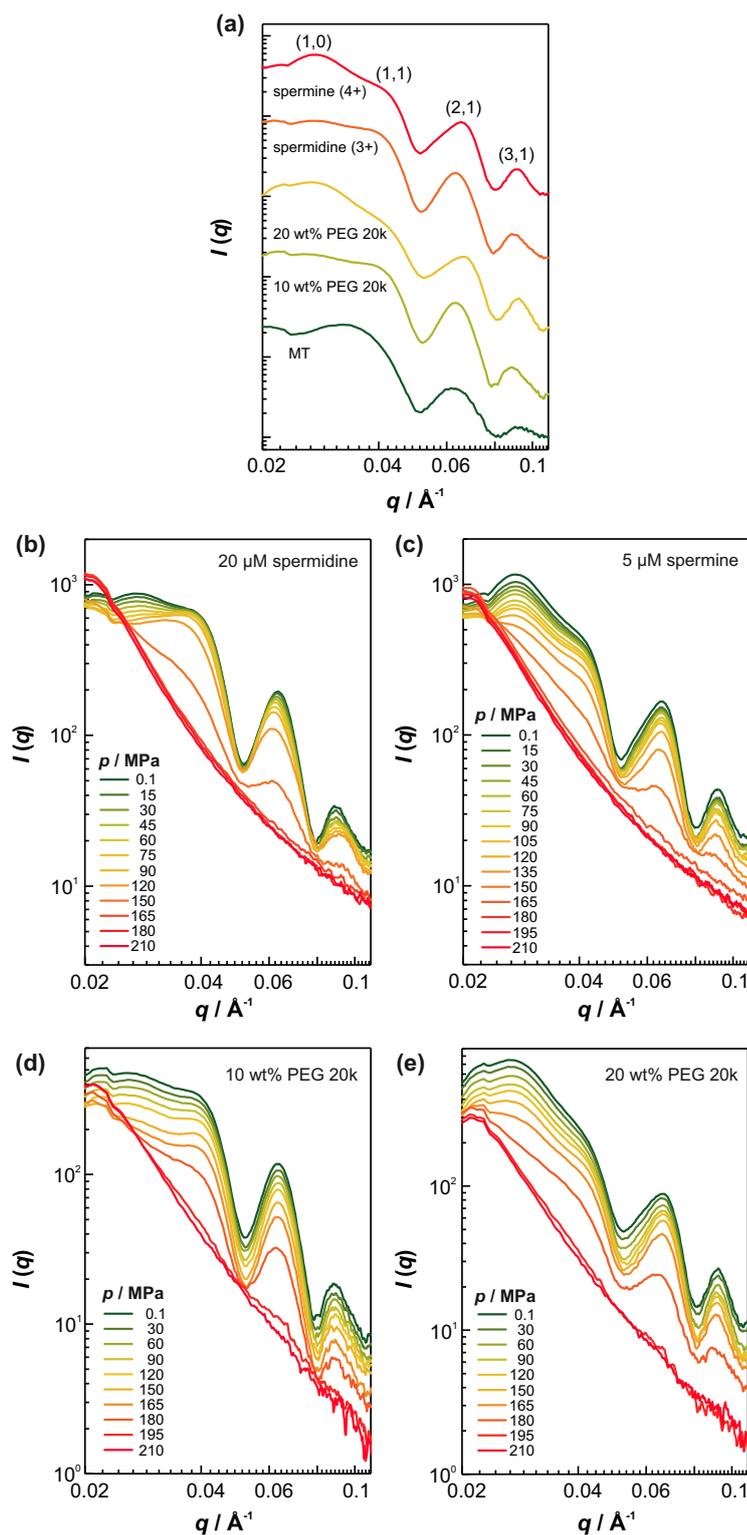 (a)
(1,0)
(1,1)
(2,1)
(3,1)
spermine (4+)
spermidine (3+)
20 wt% PEG 20k
10 wt% PEG 20k
MT
I (q)
0.02 0.04 0.06 0.1
q / Å⁻¹
(b)
20 µM spermidine
10³
10²
10¹
I (q)
p / MPa
0.1
15
30
45
60
75
90
120
150
165
180
210
0.02 0.04 0.06 0.1
q / Å⁻¹
(c)
5 µM spermine
10³
10²
10¹
I (q)
p / MPa
0.1
15
30
45
60
75
90
105
120
135
150
165
180
195
210
0.02 0.04 0.06 0.1
q / Å⁻¹
(d)
10 wt% PEG 20k
10²
10¹
10⁰
I (q)
p / MPa
0.1
30
60
90
120
150
165
180
195
210
0.02 0.04 0.06 0.1
q / Å⁻¹
(e)
20 wt% PEG 20k
10²
10¹
10⁰
I (q)
p / MPa
0.1
30
60
90
120
150
165
180
195
210
0.02 0.04 0.06 0.1
q / Å⁻¹